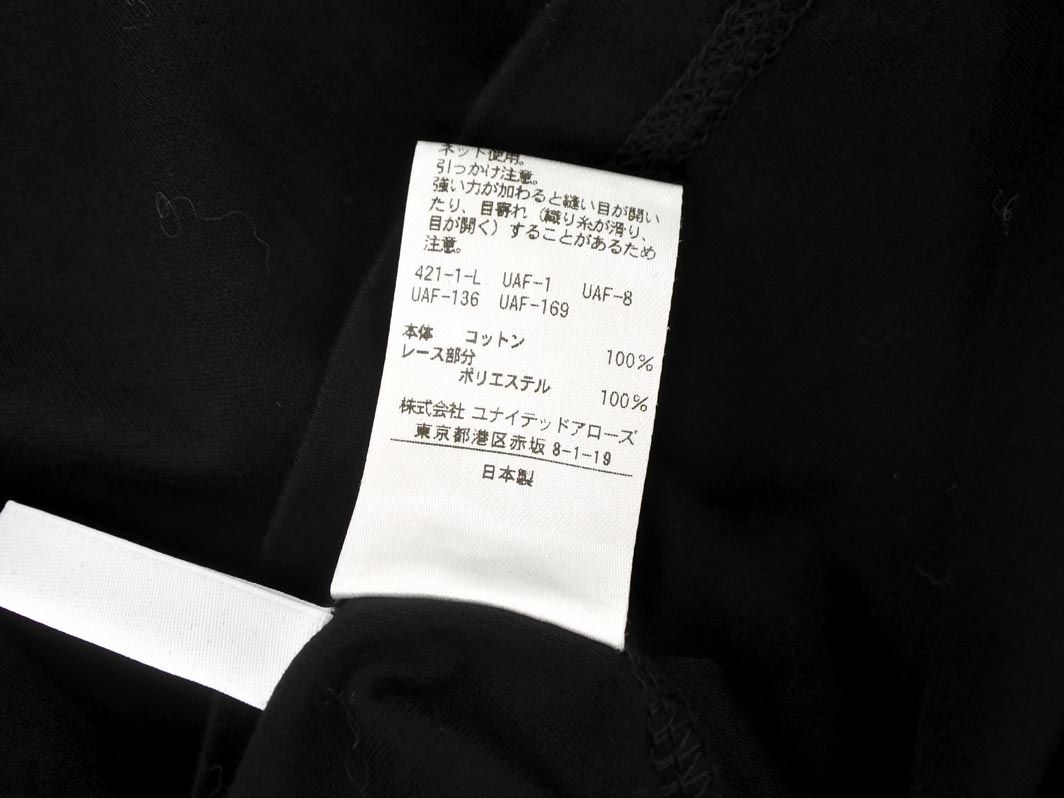 ネット使用。
引っかけ注意。
強い力が加わると縫い目が開い
たり、目寄れ（織り糸が滑り、
目が開く）することがあるため
注意。
421-1-L UAF-1 UAF-8
UAF-136 UAF-169
本体 コットン 100%
レース部分
ポリエステル 100%
株式会社 ユナイテッドアローズ
東京都港区赤坂 8-1-19
日本製